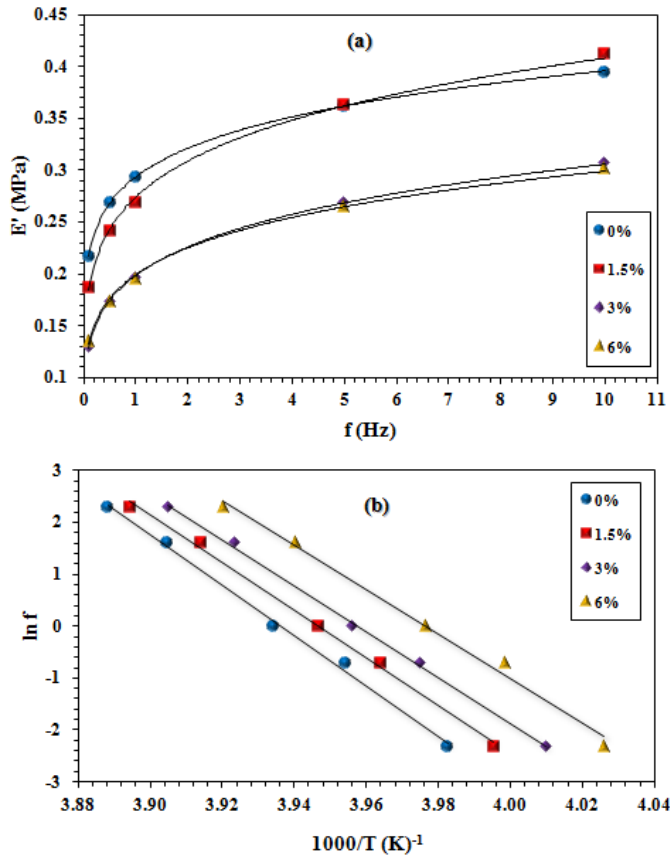 (a)
E' (MPa)
0.45
0.4
0.35
0.3
0.25
0.2
0.15
0.1
0 1 2 3 4 5 6 7 8 9 10 11
f (Hz)
0%
1.5%
3%
6%
(b)
ln f
3
2
1
0
-1
-2
-3
3.88 3.90 3.92 3.94 3.96 3.98 4.00 4.02 4.04
1000/T (K)⁻¹
0%
1.5%
3%
6%